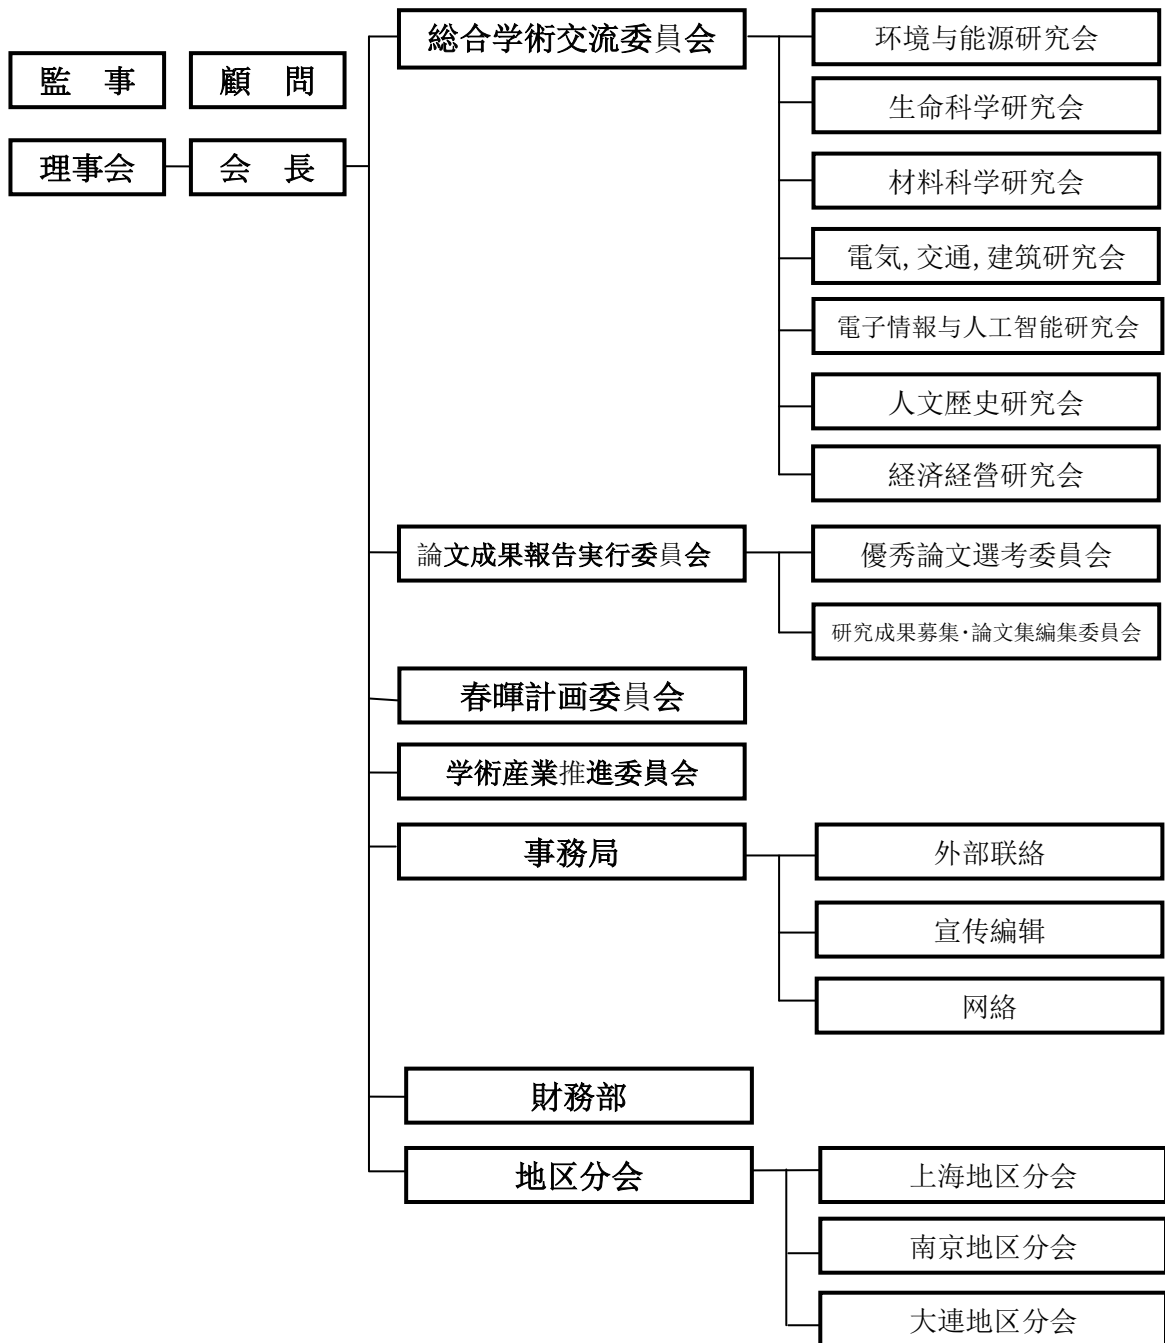 監　事
顧　問
理事会
会　長
総合学術交流委員会
环境与能源研究会
生命科学研究会
材料科学研究会
電気, 交通, 建筑研究会
電子情報与人工智能研究会
人文歴史研究会
経済経営研究会
論文成果報告実行委員会
優秀論文選考委員会
研究成果募集・論文集編集委員会
春暉計画委員会
学術産業推進委員会
事務局
外部联絡
宣传編辑
网絡
財務部
地区分会
上海地区分会
南京地区分会
大連地区分会